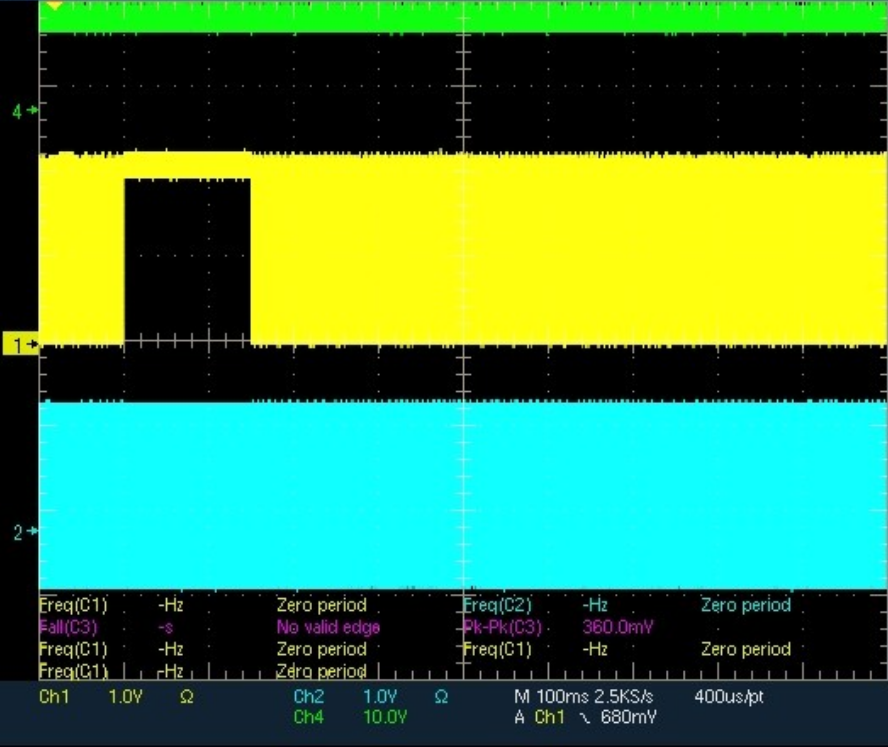 4
1
2
Freq(C1) -Hz Zero period Freq(C2) -Hz Zero period
Fall(C3) -s No valid edge Pk-Pk(C3) 360.0mV
Freq(C1) -Hz Zero period Freq(C1) -Hz Zero period
Freq(C1) -Hz Zero period
Ch1 1.0V Ω Ch2 1.0V Ω M 100ms 2.5KS/s 400us/pt
Ch4 10.0V A Ch1 ↘ 680mV